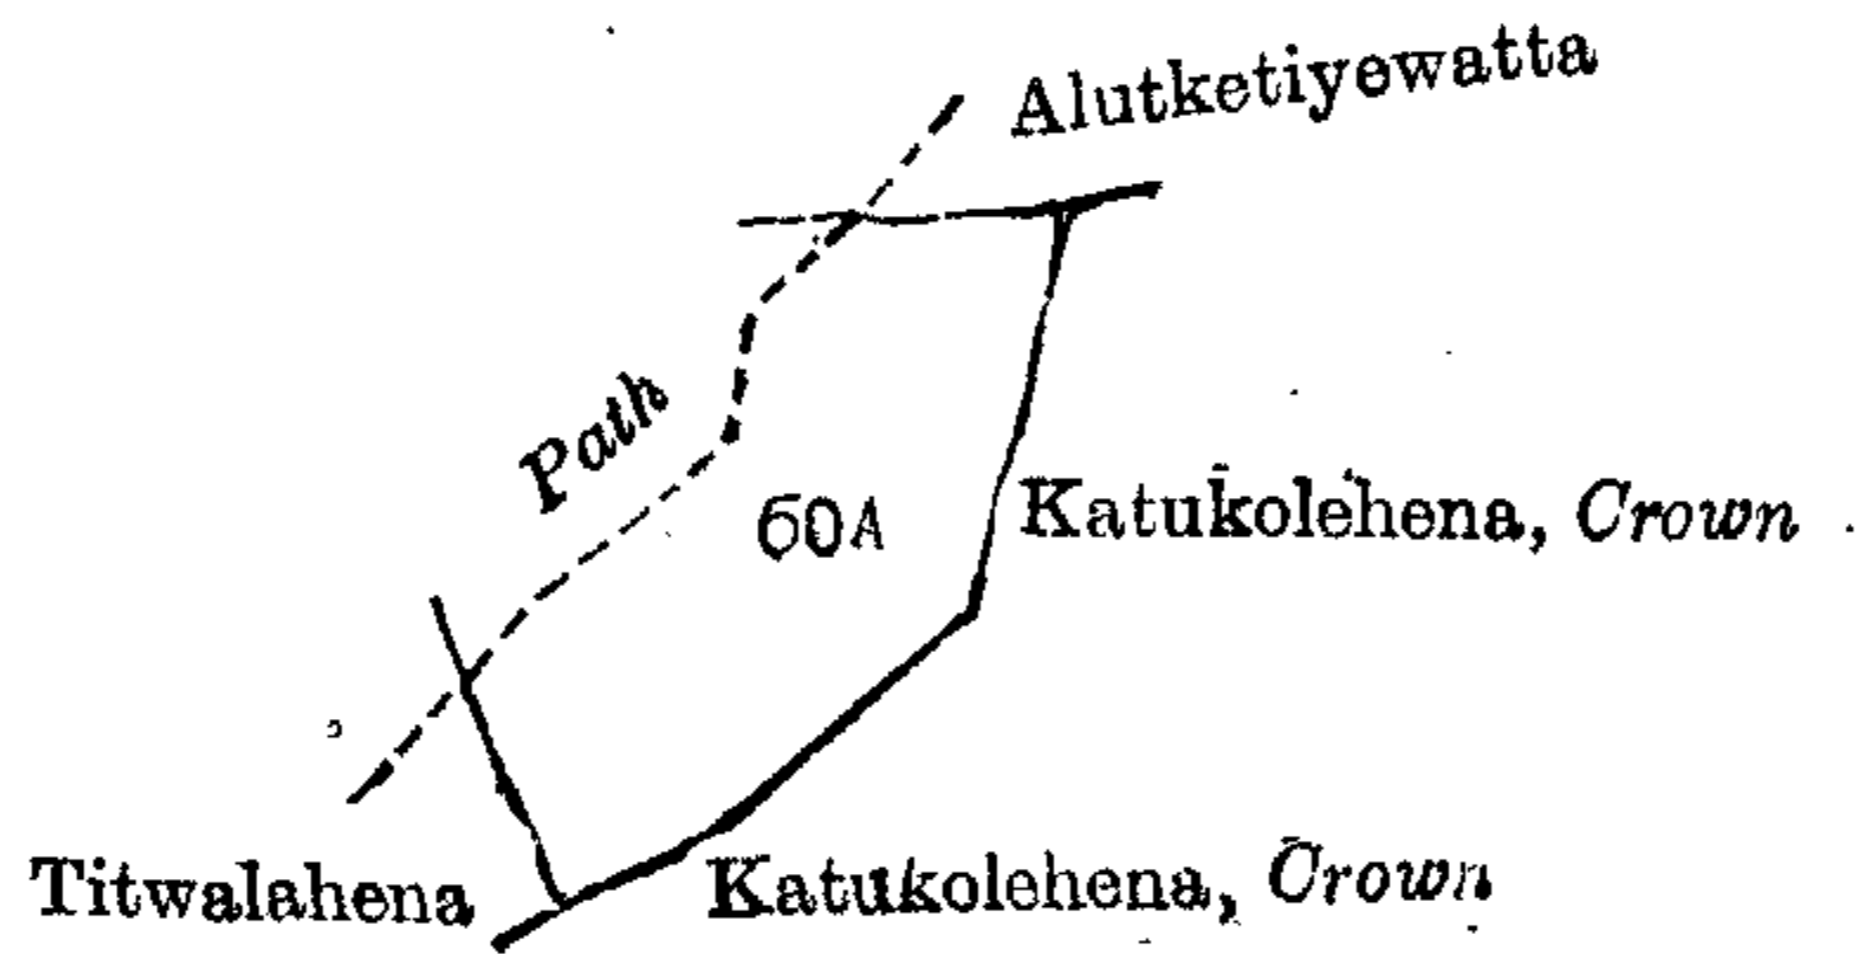 Alutketiyewatta
Path
60A
Katukolehena, Crown
Titwalahena
Katukolehena, Crown